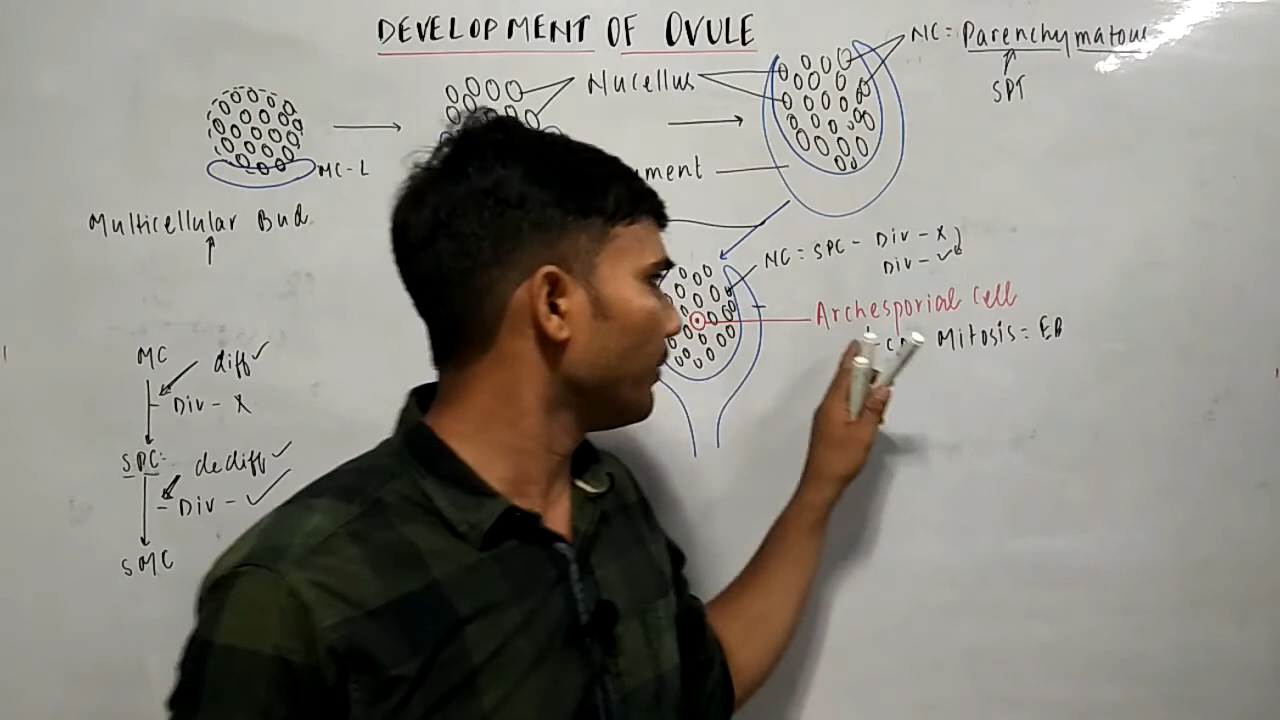 DEVELOPMENT OF OVULE
Nucellus
NC = Parenchymatous
SPT
MC-L
ument
Multicellular Bud
NC = SPC - Div - X
Div - ✓
Archesporial Cell
Mitosis = EB
MC
diff ✓
Div - X
SPC:
dediff ✓
- Div - ✓
SMC